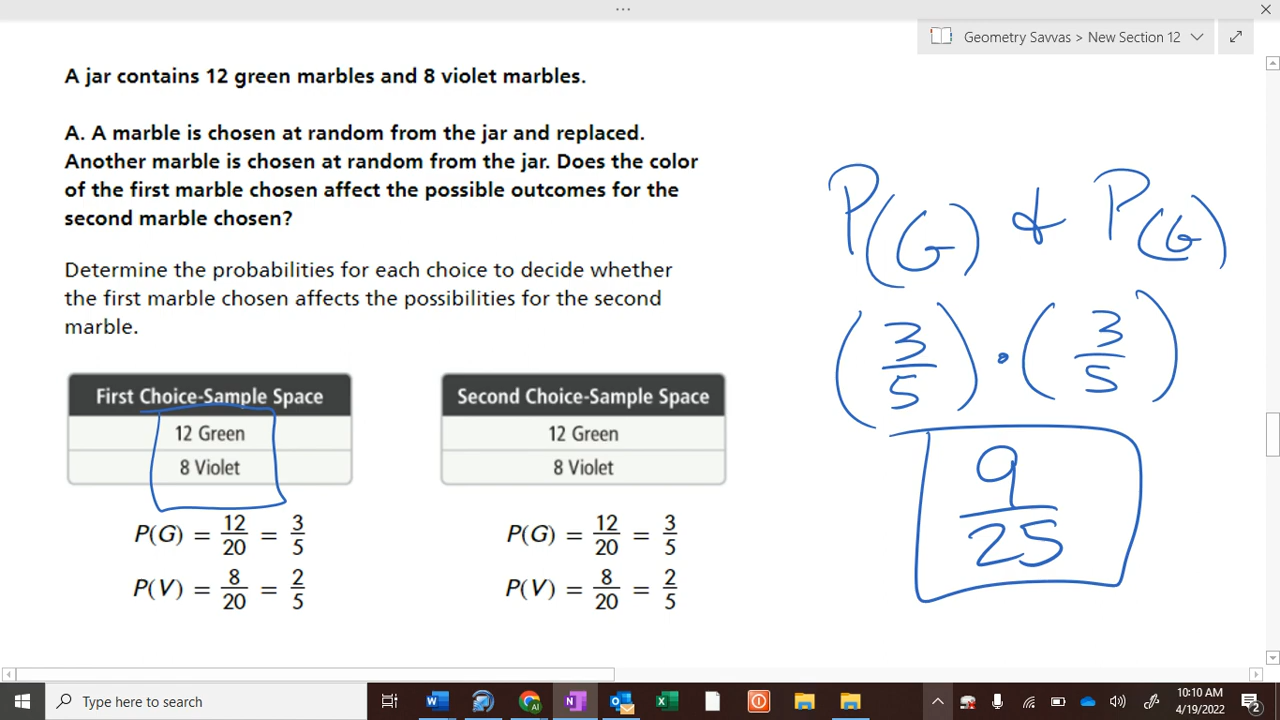 ...
Geometry Savvas > New Section 12
A jar contains 12 green marbles and 8 violet marbles.
A. A marble is chosen at random from the jar and replaced.
Another marble is chosen at random from the jar. Does the color
of the first marble chosen affect the possible outcomes for the
second marble chosen?
Determine the probabilities for each choice to decide whether
the first marble chosen affects the possibilities for the second
marble.
First Choice-Sample Space
12 Green
8 Violet
P(G) = 12/20 = 3/5
P(V) = 8/20 = 2/5
Second Choice-Sample Space
12 Green
8 Violet
P(G) = 12/20 = 3/5
P(V) = 8/20 = 2/5
P(G) & P(G)
(3/5) · (3/5)
9/25
Type here to search
10:10 AM
4/19/2022
2